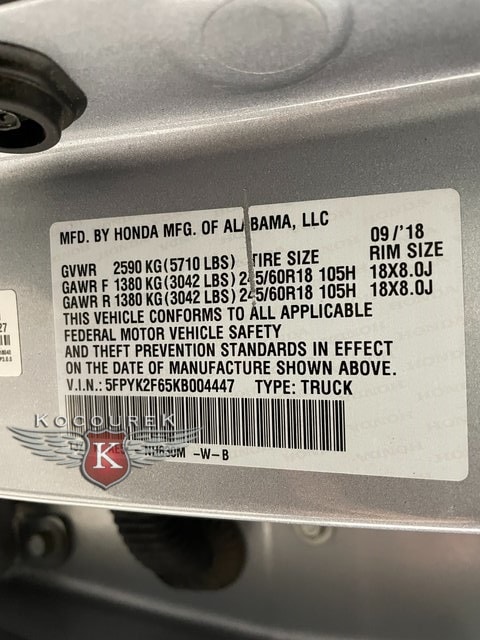 MFD. BY HONDA MFG. OF ALABAMA, LLC 09/'18
GVWR 2590 KG (5710 LBS) TIRE SIZE RIM SIZE
GAWR F 1380 KG (3042 LBS) 245/60R18 105H 18X8.0J
GAWR R 1380 KG (3042 LBS) 245/60R18 105H 18X8.0J
THIS VEHICLE CONFORMS TO ALL APPLICABLE
FEDERAL MOTOR VEHICLE SAFETY
AND THEFT PREVENTION STANDARDS IN EFFECT
ON THE DATE OF MANUFACTURE SHOWN ABOVE.
V.I.N.: 5FPYK2F65KB004447 TYPE: TRUCK
KOCOUREK
K
-W-B
27